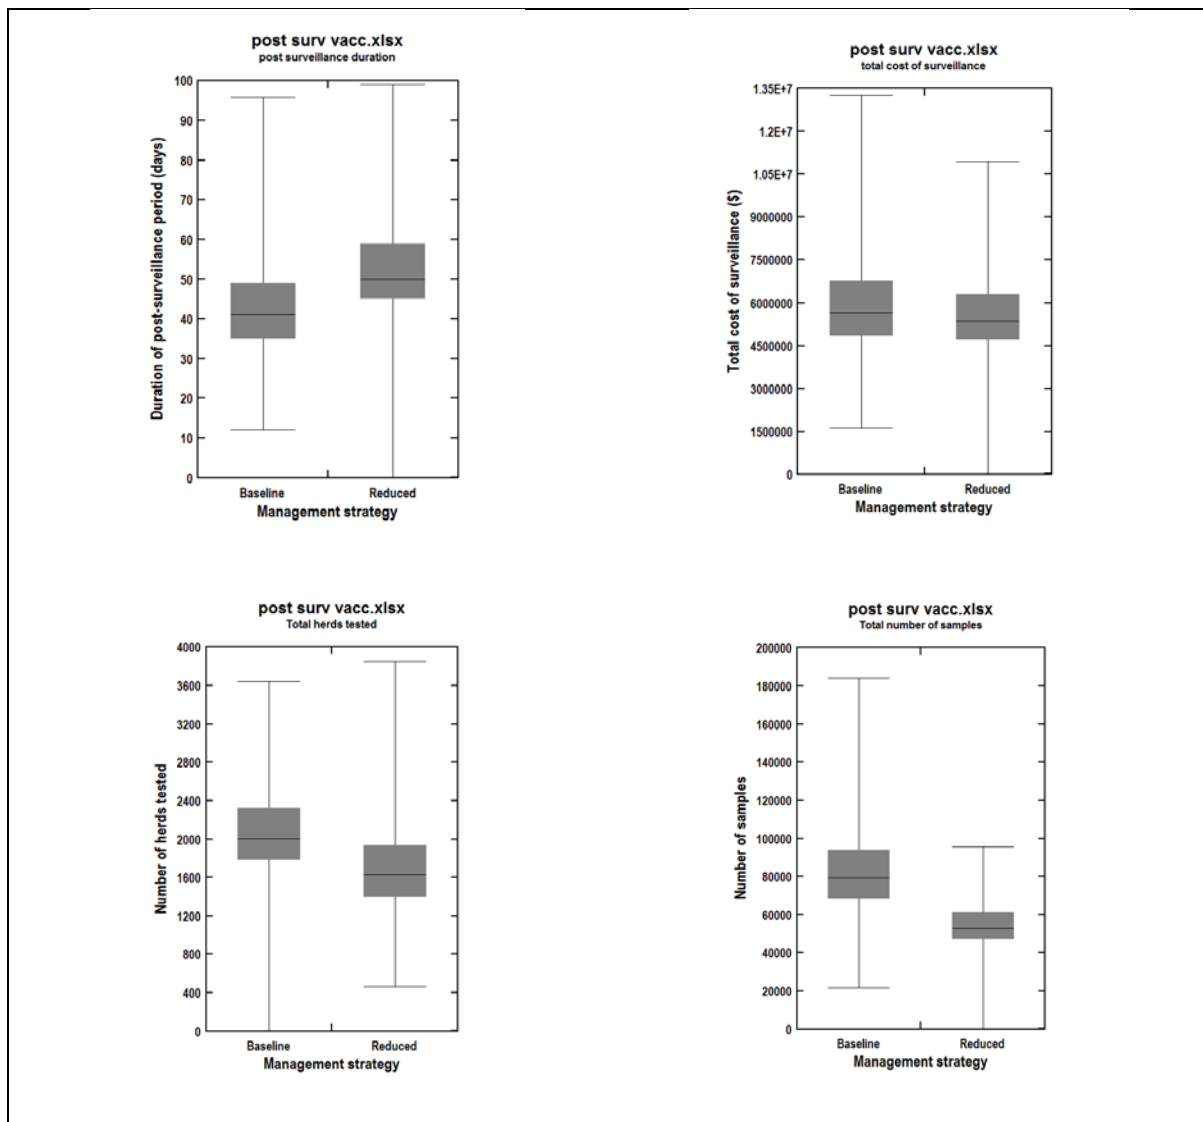 post surv vacc.xlsx
post surveillance duration
Duration of post-surveillance period (days)
100
90
80
70
60
50
40
30
20
10
0
Baseline Reduced
Management strategy
post surv vacc.xlsx
total cost of surveillance
Total cost of surveillance ($)
1.35E+7
1.2E+7
1.05E+7
9000000
7500000
6000000
4500000
3000000
1500000
0
Baseline Reduced
Management strategy
post surv vacc.xlsx
Total herds tested
Number of herds tested
4000
3600
3200
2800
2400
2000
1600
1200
800
400
0
Baseline Reduced
Management strategy
post surv vacc.xlsx
Total number of samples
Number of samples
200000
180000
160000
140000
120000
100000
80000
60000
40000
20000
0
Baseline Reduced
Management strategy